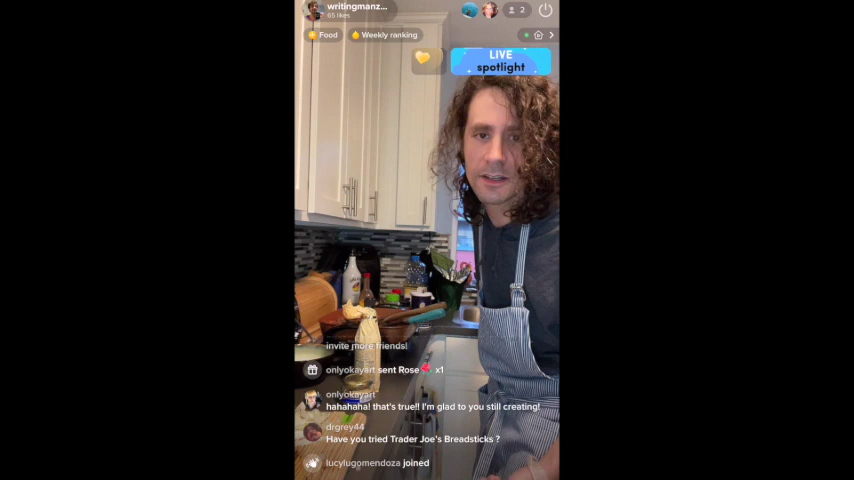 writingmanz...
65 likes
2
Food
Weekly ranking
LIVE
spotlight
invite more friends!
onlyokayart sent Rose x1
onlyokayart
hahahaha! that's true!! I'm glad to you still creating!
drgrey44
Have you tried Trader Joe's Breadsticks ?
lucylugomendoza joined